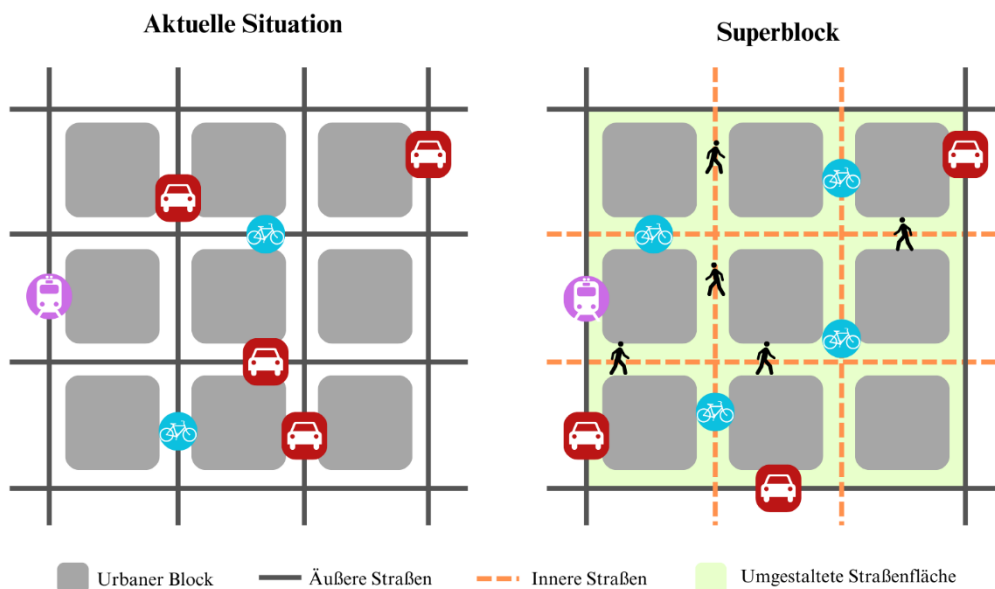 Aktuelle Situation
Superblock
Urbaner Block
Äußere Straßen
Innere Straßen
Umgestaltete Straßenfläche